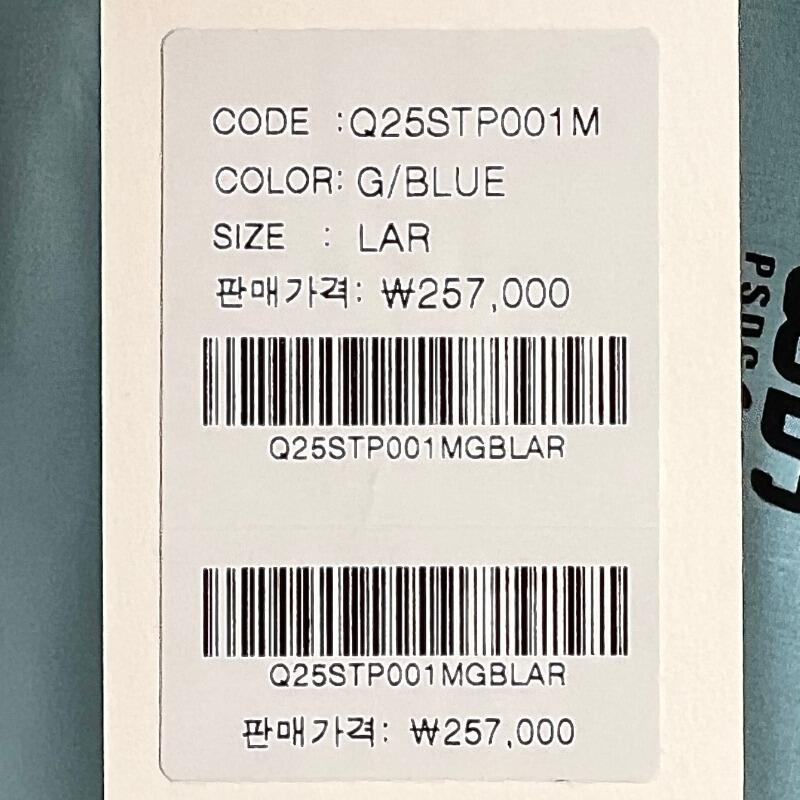 CODE :Q25STP001M
COLOR: G/BLUE
SIZE : LAR
판매가격: ₩257,000
Q25STP001MGBLAR
Q25STP001MGBLAR
판매가격: ₩257,000